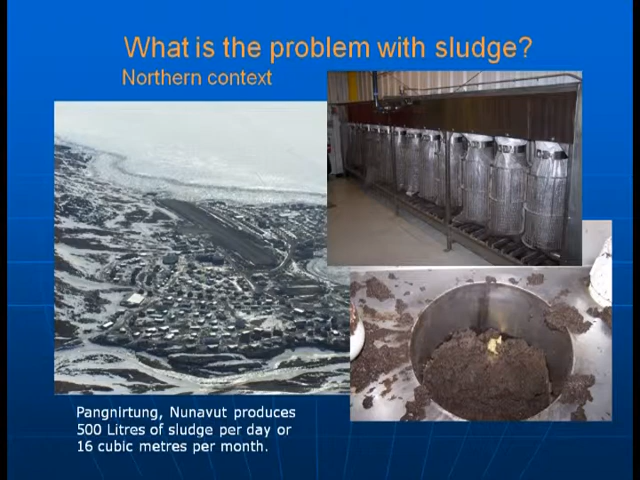 What is the problem with sludge?
Northern context
Pangnirtung, Nunavut produces
500 Litres of sludge per day or
16 cubic metres per month.